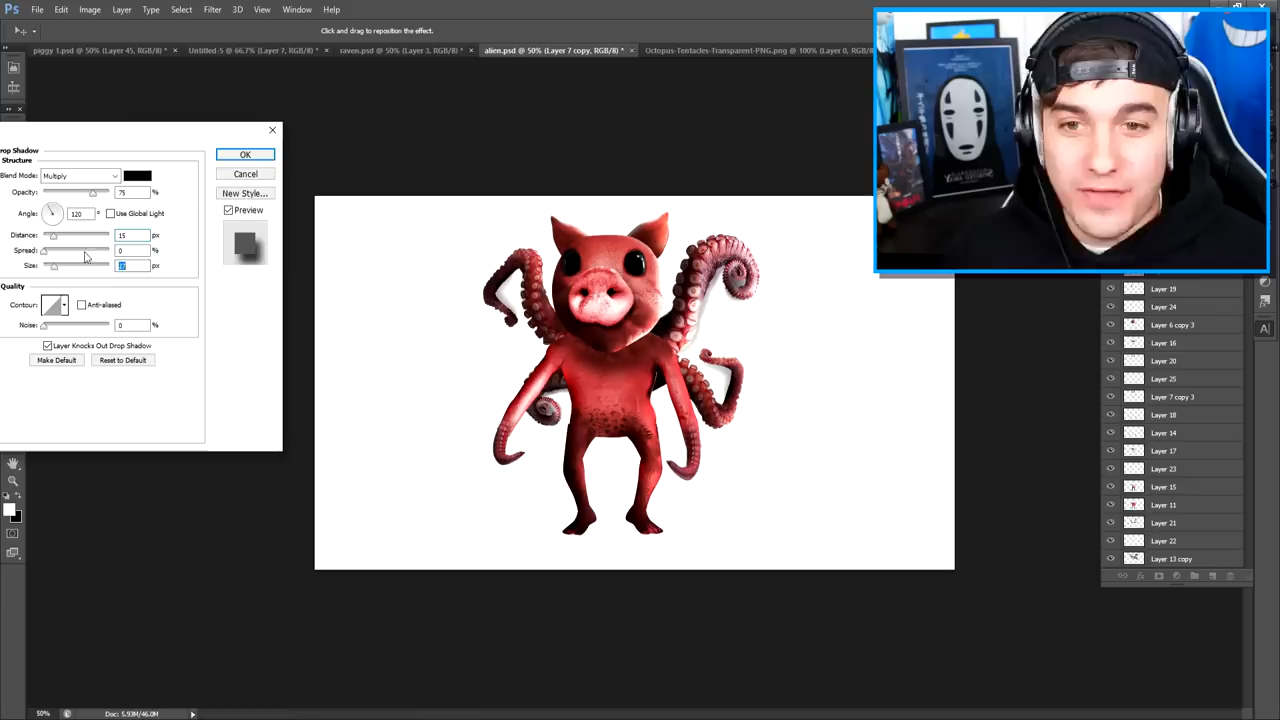 Ps File Edit Image Layer Type Select Filter 3D View Window Help
Click and drag to reposition the effect.
piggy 1.psd @ 50% (Layer 45, RGB/8) * × Untitled-5 @ 66.7% (Layer 7, RGB/8) * × raven.psd @ 50% (Layer 3, RGB/8) * × alien.psd @ 50% (Layer 7 copy, RGB/8) * × Octopus-Tentacles-Transparent-PNG.png @ 100% (Layer 0, RGB/8)
rop Shadow
Structure
Blend Mode: Multiply
Opacity: 75 %
Angle: 120 ° Use Global Light
Distance: 15 px
Spread: 0 %
Size: px
Quality
Contour: Anti-aliased
Noise: 0 %
Layer Knocks Out Drop Shadow
Make Default Reset to Default
OK
Cancel
New Style...
Preview
Layer 19
Layer 24
Layer 6 copy 3
Layer 16
Layer 20
Layer 25
Layer 7 copy 3
Layer 18
Layer 14
Layer 17
Layer 23
Layer 15
Layer 11
Layer 21
Layer 22
Layer 13 copy
fx
A
50% Doc: 5.93M/46.0M